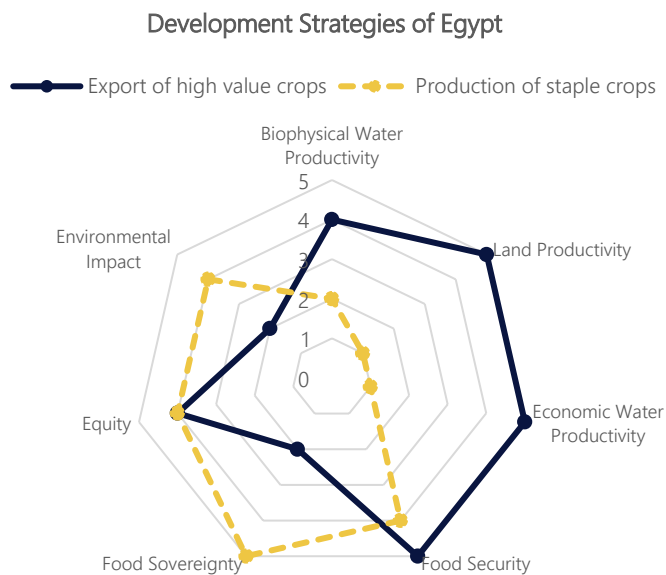 Development Strategies of Egypt
Export of high value crops
Production of staple crops
Biophysical Water
Productivity
5
4
3
2
1
0
Land Productivity
Economic Water
Productivity
Food Security
Food Sovereignty
Equity
Environmental
Impact